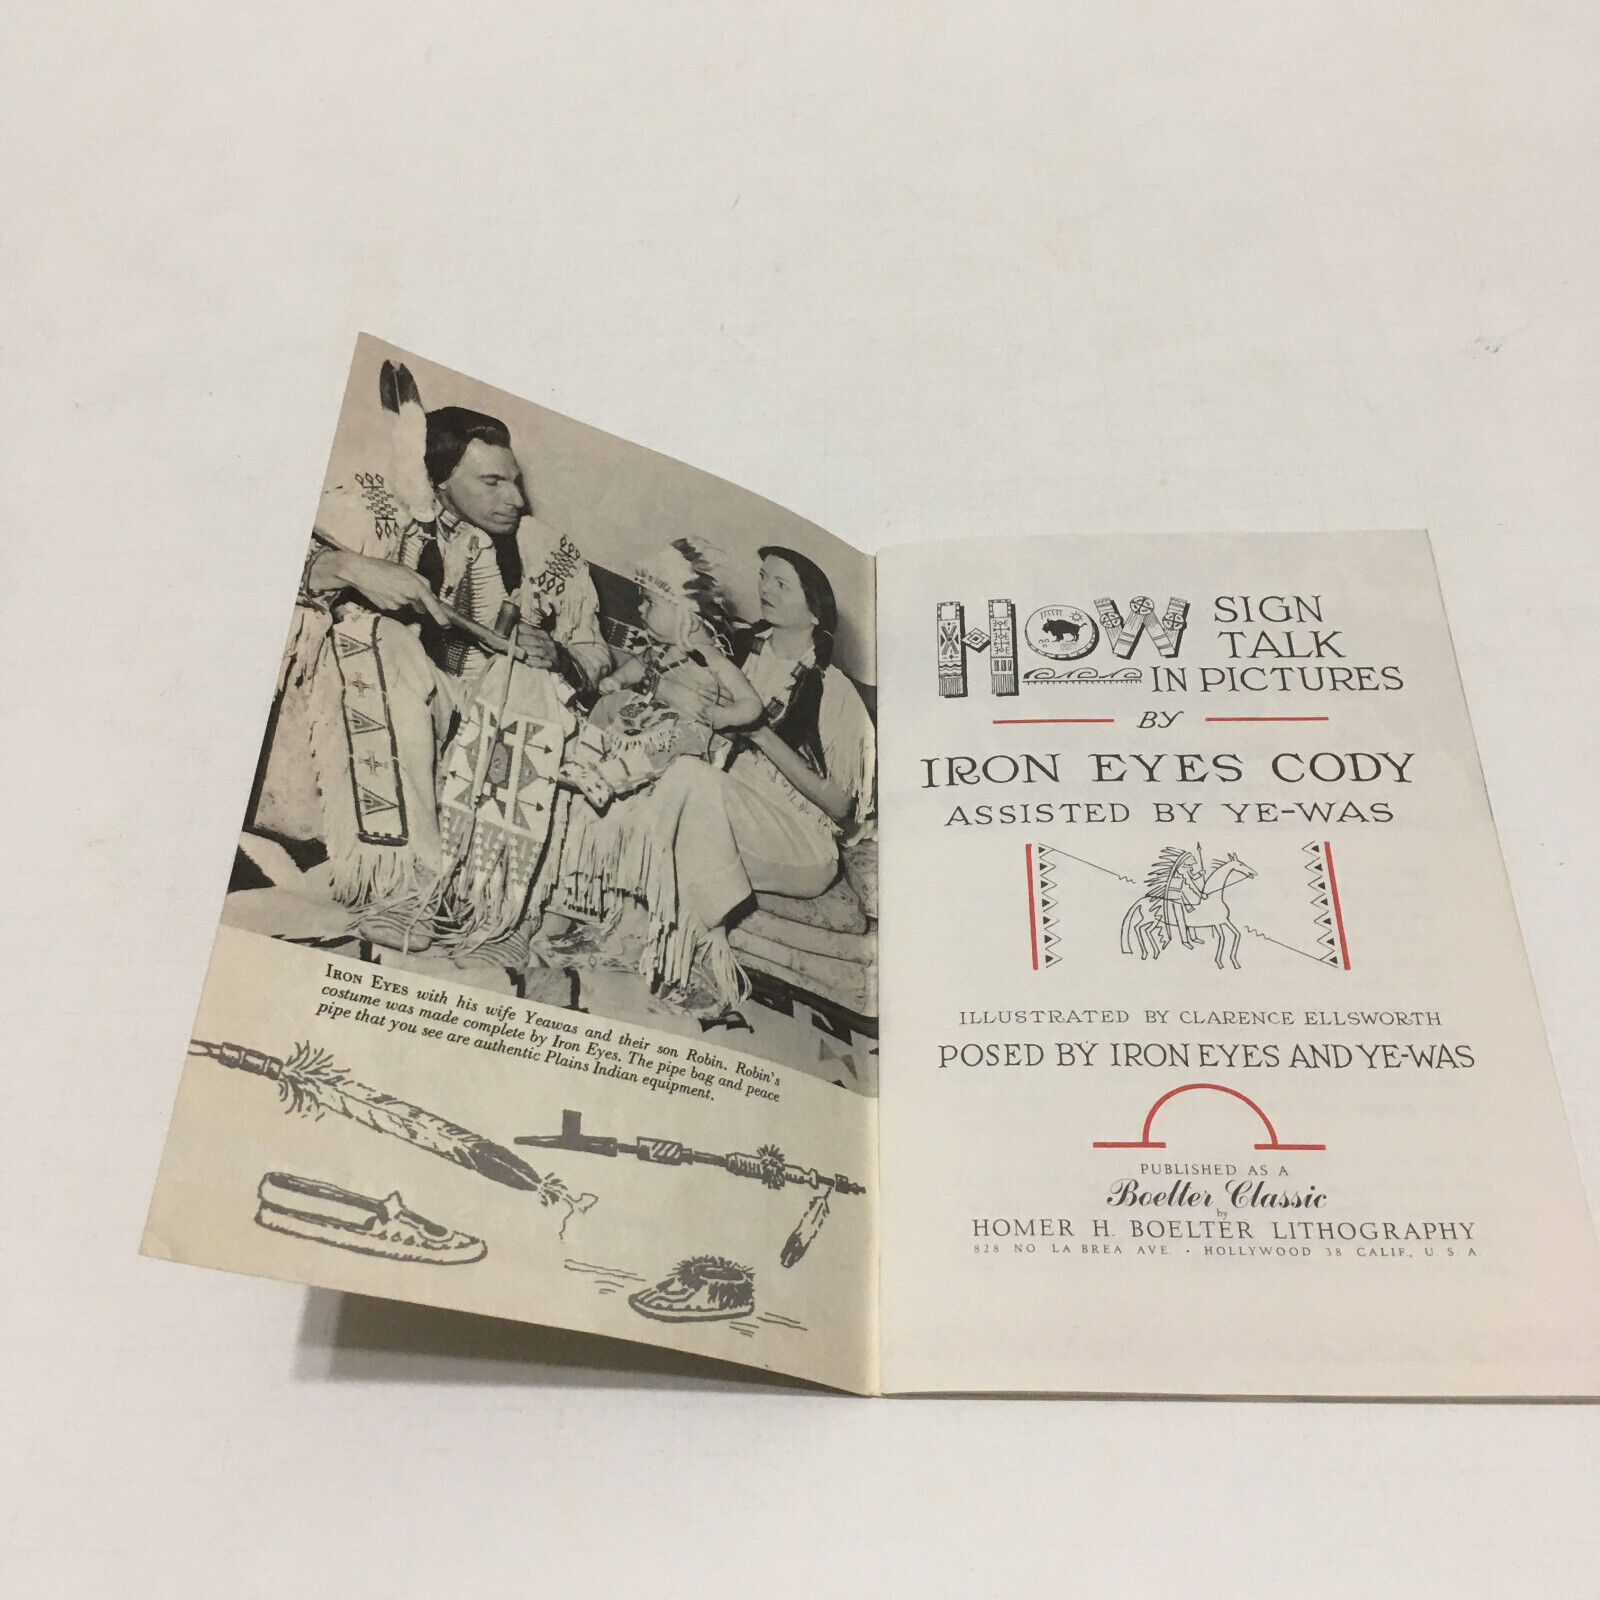 IRON EYES with his wife Yeawas and their son Robin. Robin's
costume was made complete by Iron Eyes. The pipe bag and peace
pipe that you see are authentic Plains Indian equipment.
HOW SIGN
TALK
IN PICTURES
BY
IRON EYES CODY
ASSISTED BY YE-WAS
ILLUSTRATED BY CLARENCE ELLSWORTH
POSED BY IRON EYES AND YE-WAS
PUBLISHED AS A
Boelter Classic
by
HOMER H. BOELTER LITHOGRAPHY
828 NO. LA BREA AVE. • HOLLYWOOD 38 CALIF., U. S. A.